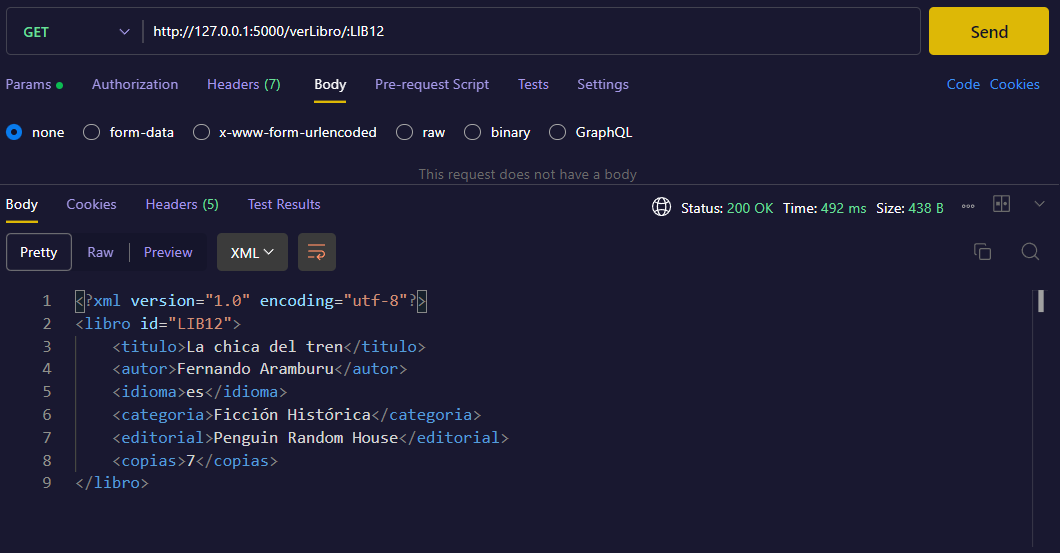 GET http://127.0.0.1:5000/verLibro/:LIB12 Send
Params Authorization Headers (7) Body Pre-request Script Tests Settings Code Cookies
none form-data x-www-form-urlencoded raw binary GraphQL
This request does not have a body
Body Cookies Headers (5) Test Results Status: 200 OK Time: 492 ms Size: 438 B
Pretty Raw Preview XML
1 <?xml version="1.0" encoding="utf-8"?>
2 <libro id="LIB12">
3 <titulo>La chica del tren</titulo>
4 <autor>Fernando Aramburu</autor>
5 <idioma>es</idioma>
6 <categoria>Ficción Histórica</categoria>
7 <editorial>Penguin Random House</editorial>
8 <copias>7</copias>
9 </libro>